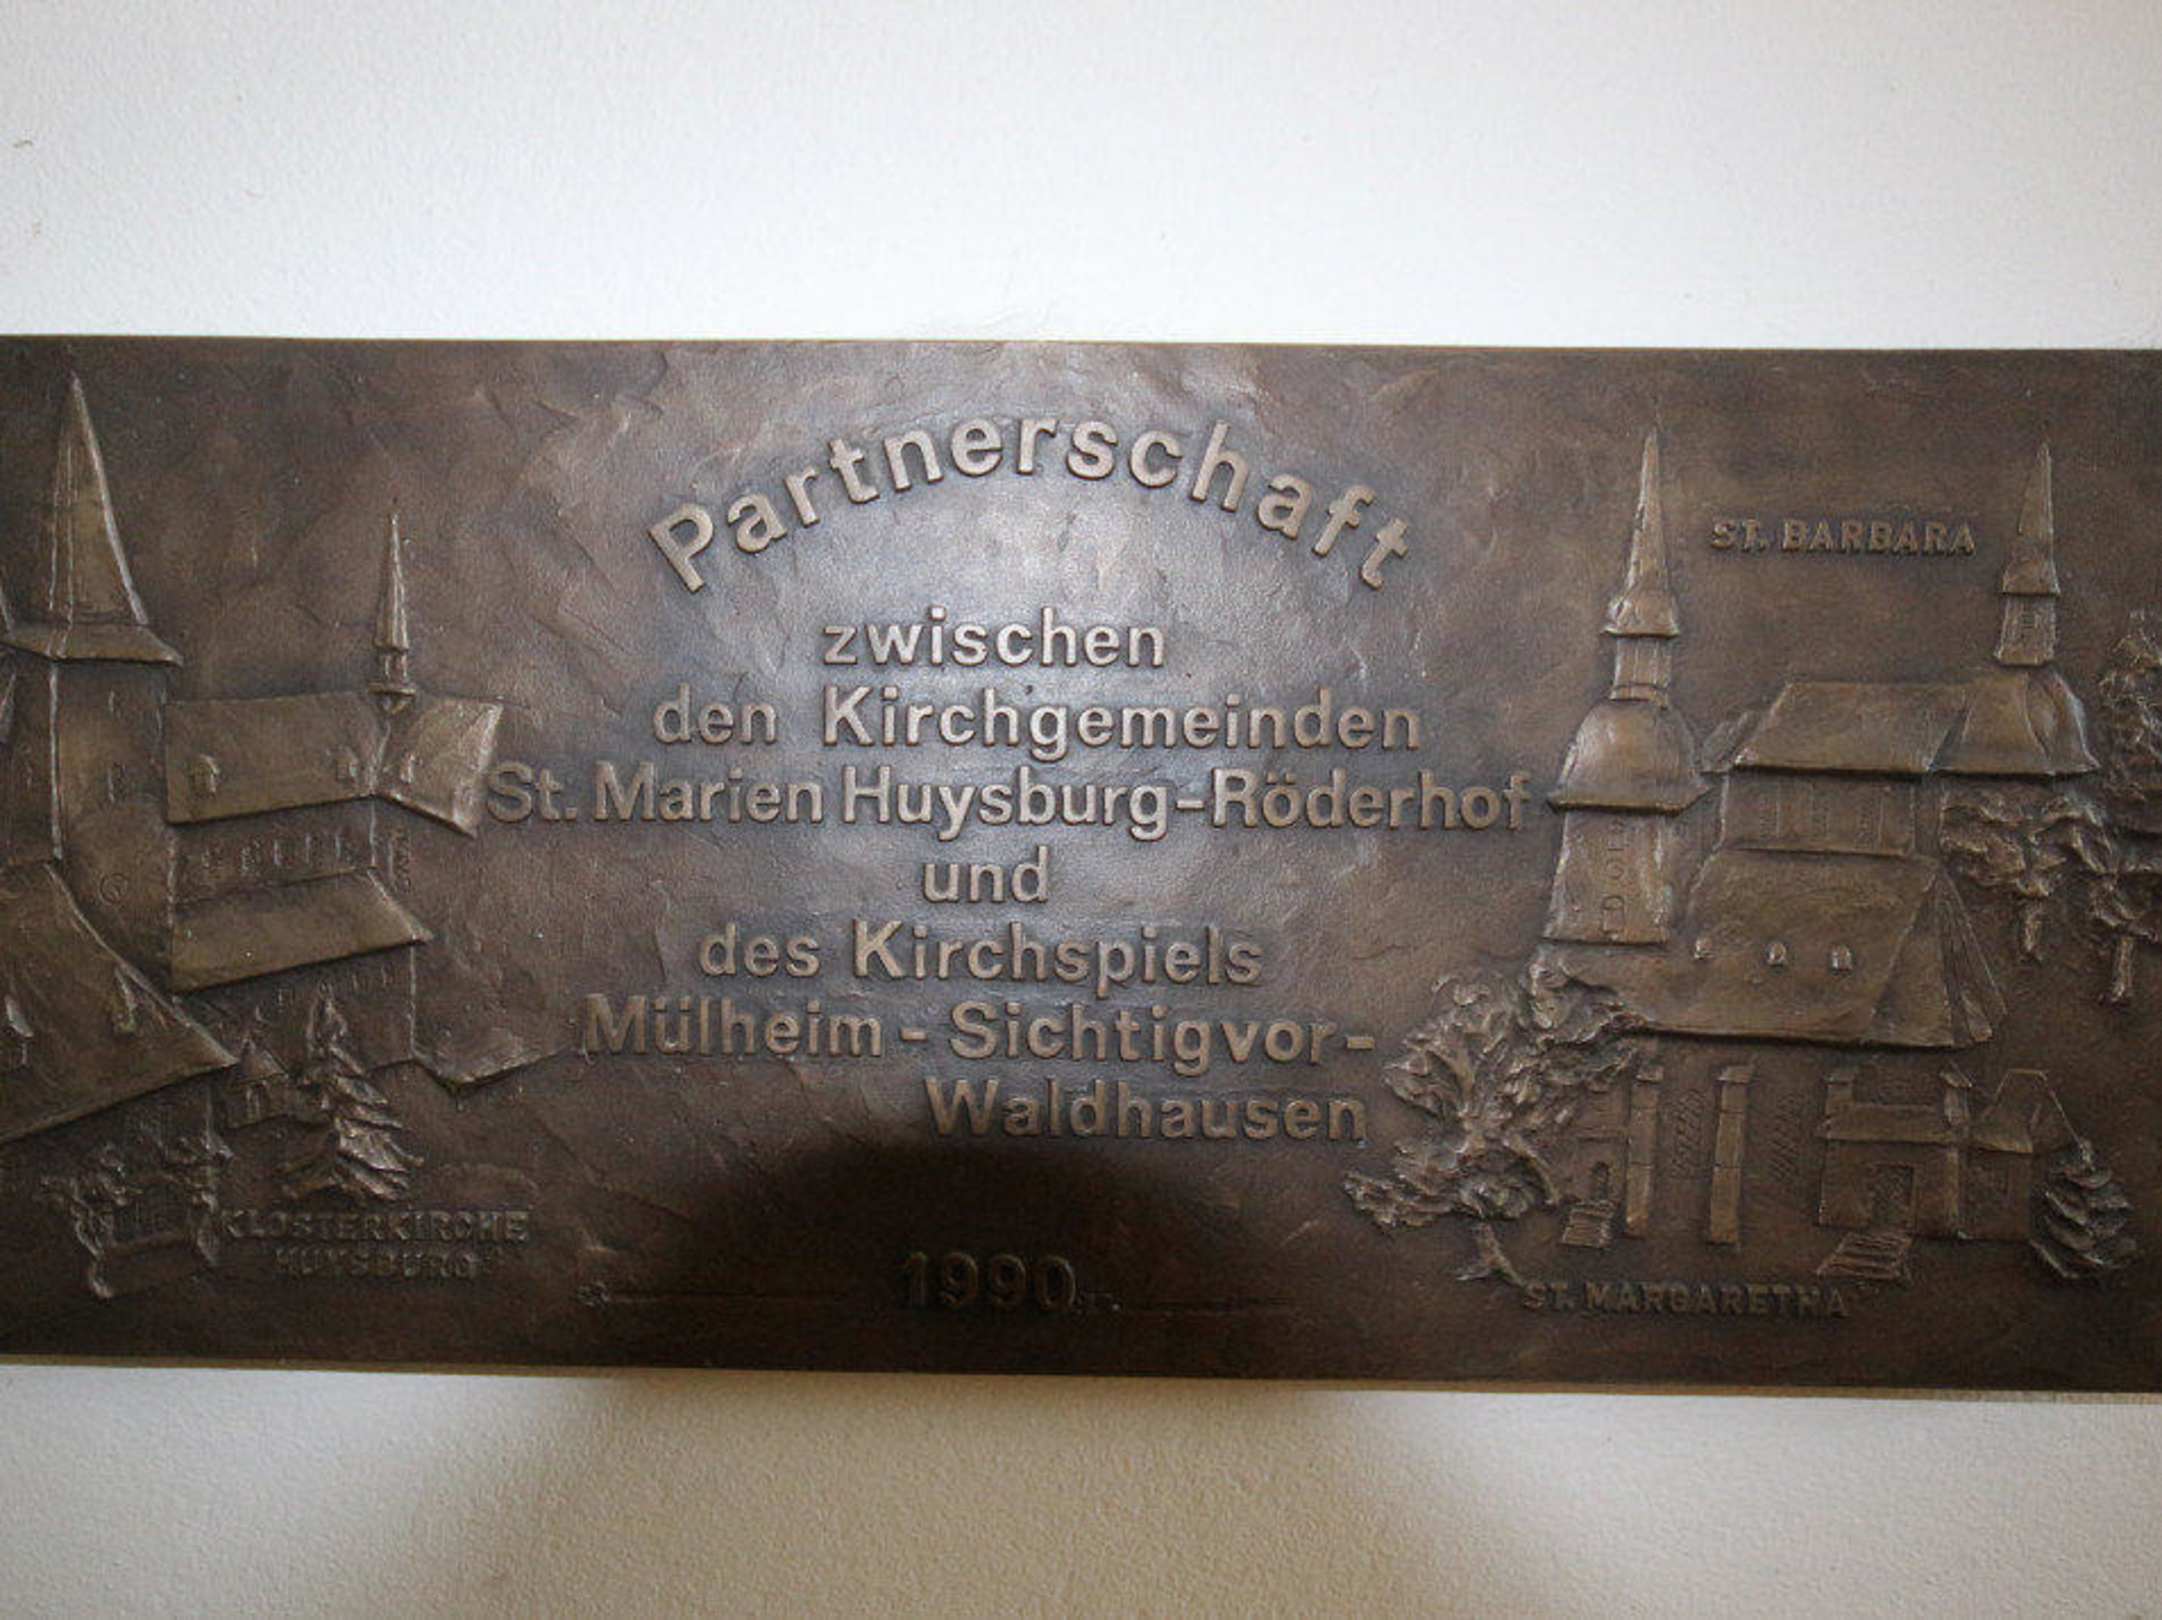 Partnerschaft
zwischen
den Kirchgemeinden
St. Marien Huysburg-Röderhof
und
des Kirchspiels
Mülheim - Sichtigvor-
Waldhausen
1990
KLOSTERKIRCHE
HUYSBURG
ST. BARBARA
ST. MARGARETHA